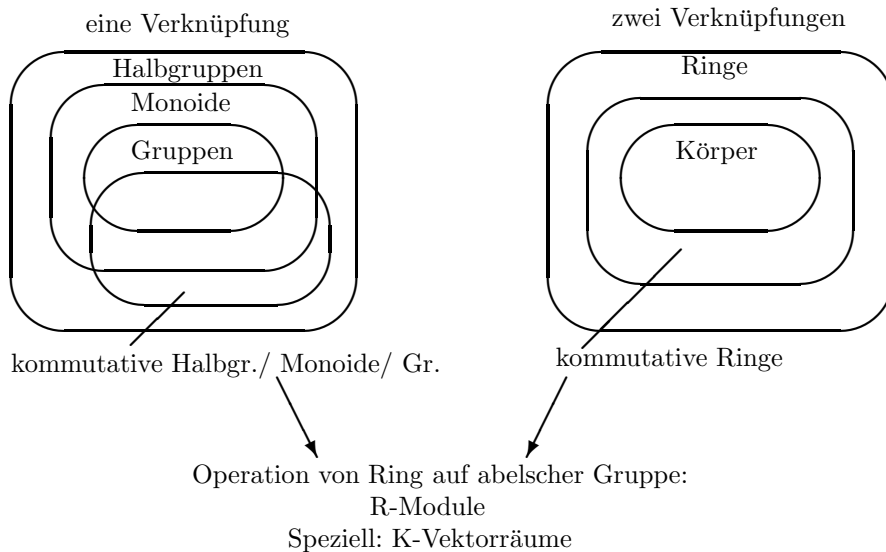 eine Verknüpfung
Halbgruppen
Monoide
Gruppen
kommutative Halbgr./ Monoide/ Gr.
zwei Verknüpfungen
Ringe
Körper
kommutative Ringe
Operation von Ring auf abelscher Gruppe:
R-Module
Speziell: K-Vektorräume